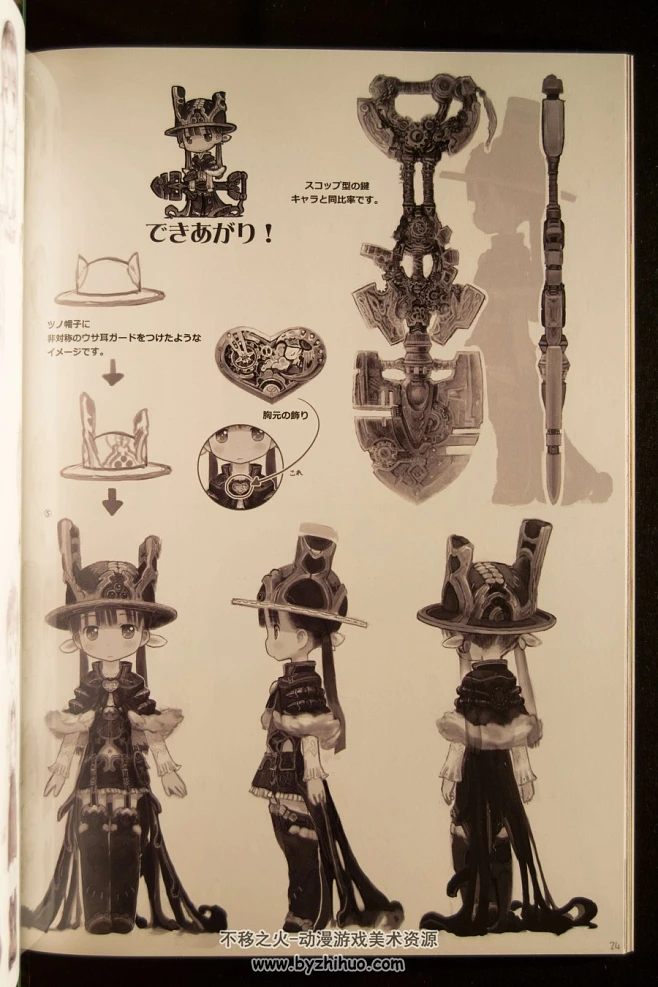 できあがり！
スコップ型の鍵
キャラと同比率です。
ツノ帽子に
非対称のウサ耳ガードをつけたような
イメージです。
胸元の飾り
これ
⑤
24
不移之火-动漫游戏美术资源
www.byzhihuo.com